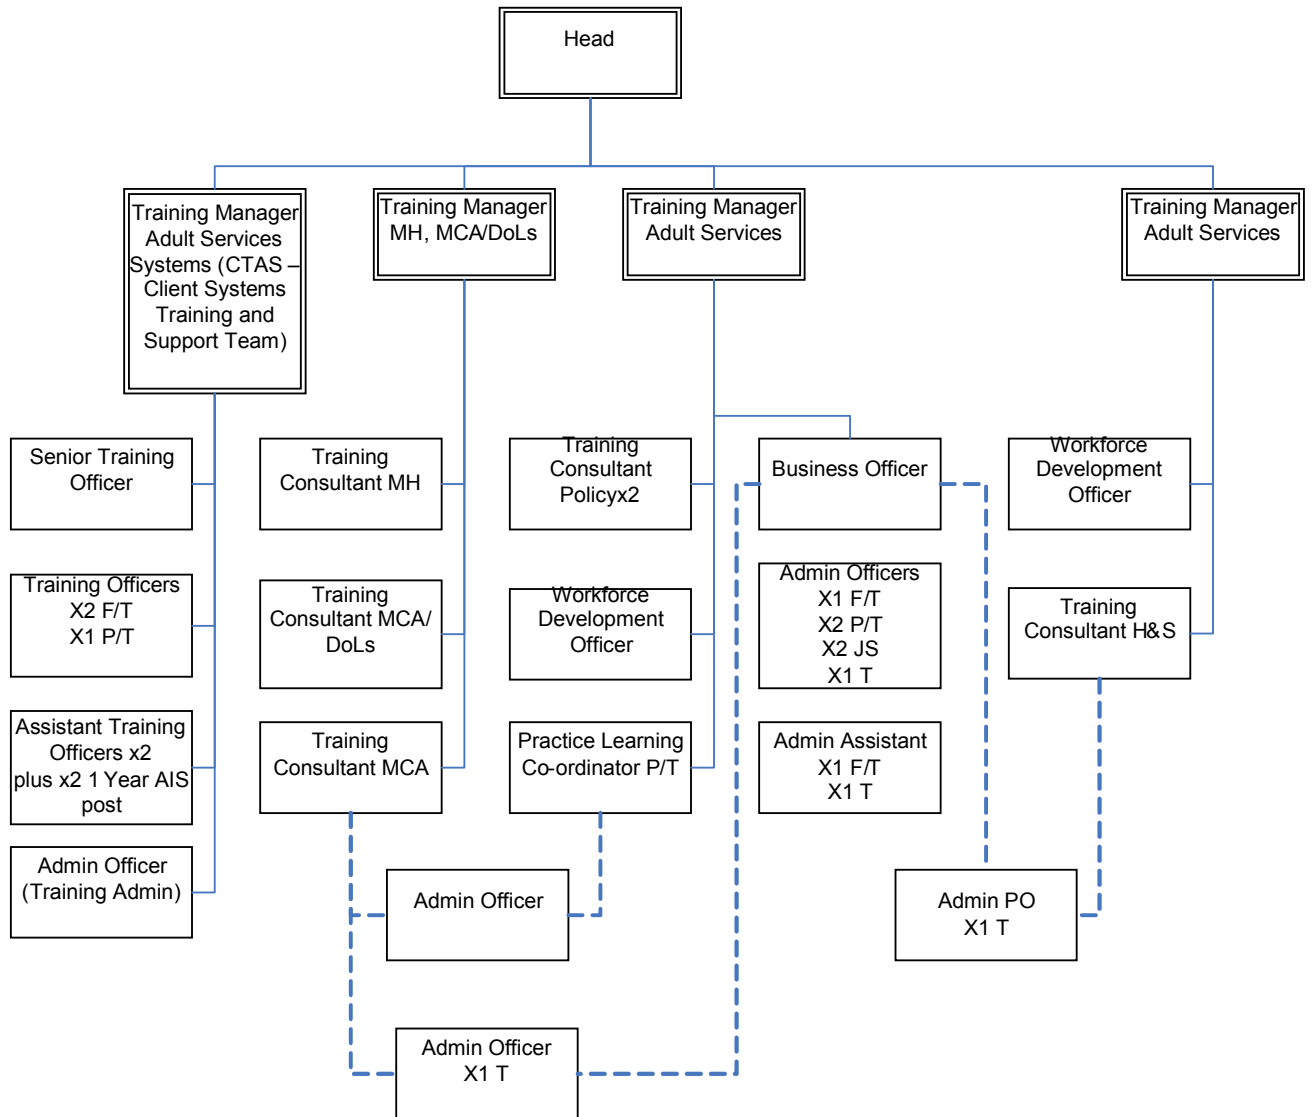 Head
Training Manager
Adult Services
Systems (CTAS –
Client Systems
Training and
Support Team)
Training Manager
MH, MCA/DoLs
Training Manager
Adult Services
Training Manager
Adult Services
Senior Training
Officer
Training
Consultant MH
Training
Consultant
Policyx2
Business Officer
Workforce
Development
Officer
Training Officers
X2 F/T
X1 P/T
Training
Consultant MCA/
DoLs
Workforce
Development
Officer
Admin Officers
X1 F/T
X2 P/T
X2 JS
X1 T
Training
Consultant H&S
Assistant Training
Officers x2
plus x2 1 Year AIS
post
Training
Consultant MCA
Practice Learning
Co-ordinator P/T
Admin Assistant
X1 F/T
X1 T
Admin Officer
(Training Admin)
Admin Officer
Admin PO
X1 T
Admin Officer
X1 T